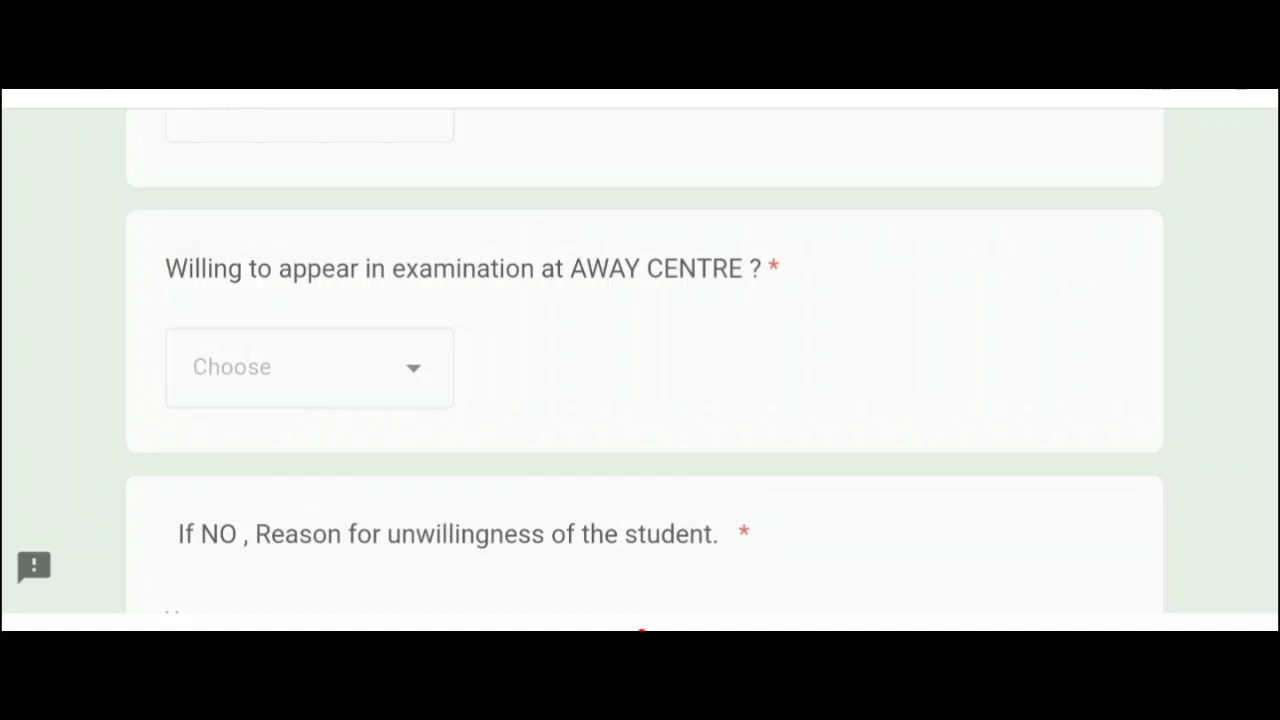 Willing to appear in examination at AWAY CENTRE ? *
Choose
If NO , Reason for unwillingness of the student. *